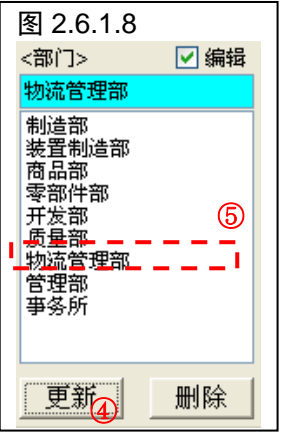 图 2.6.1.8
<部门> 编辑
物流管理部
制造部
装置制造部
商品部
零部件部
开发部
⑤
质量部
物流管理部
管理部
事务所
更新 ④ 删除